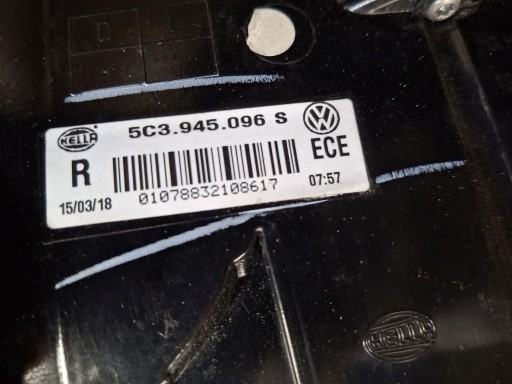 D
HELLA
5C3.945.096 S
R
ECE
15/03/18
01078832108617
07:57
HELLA